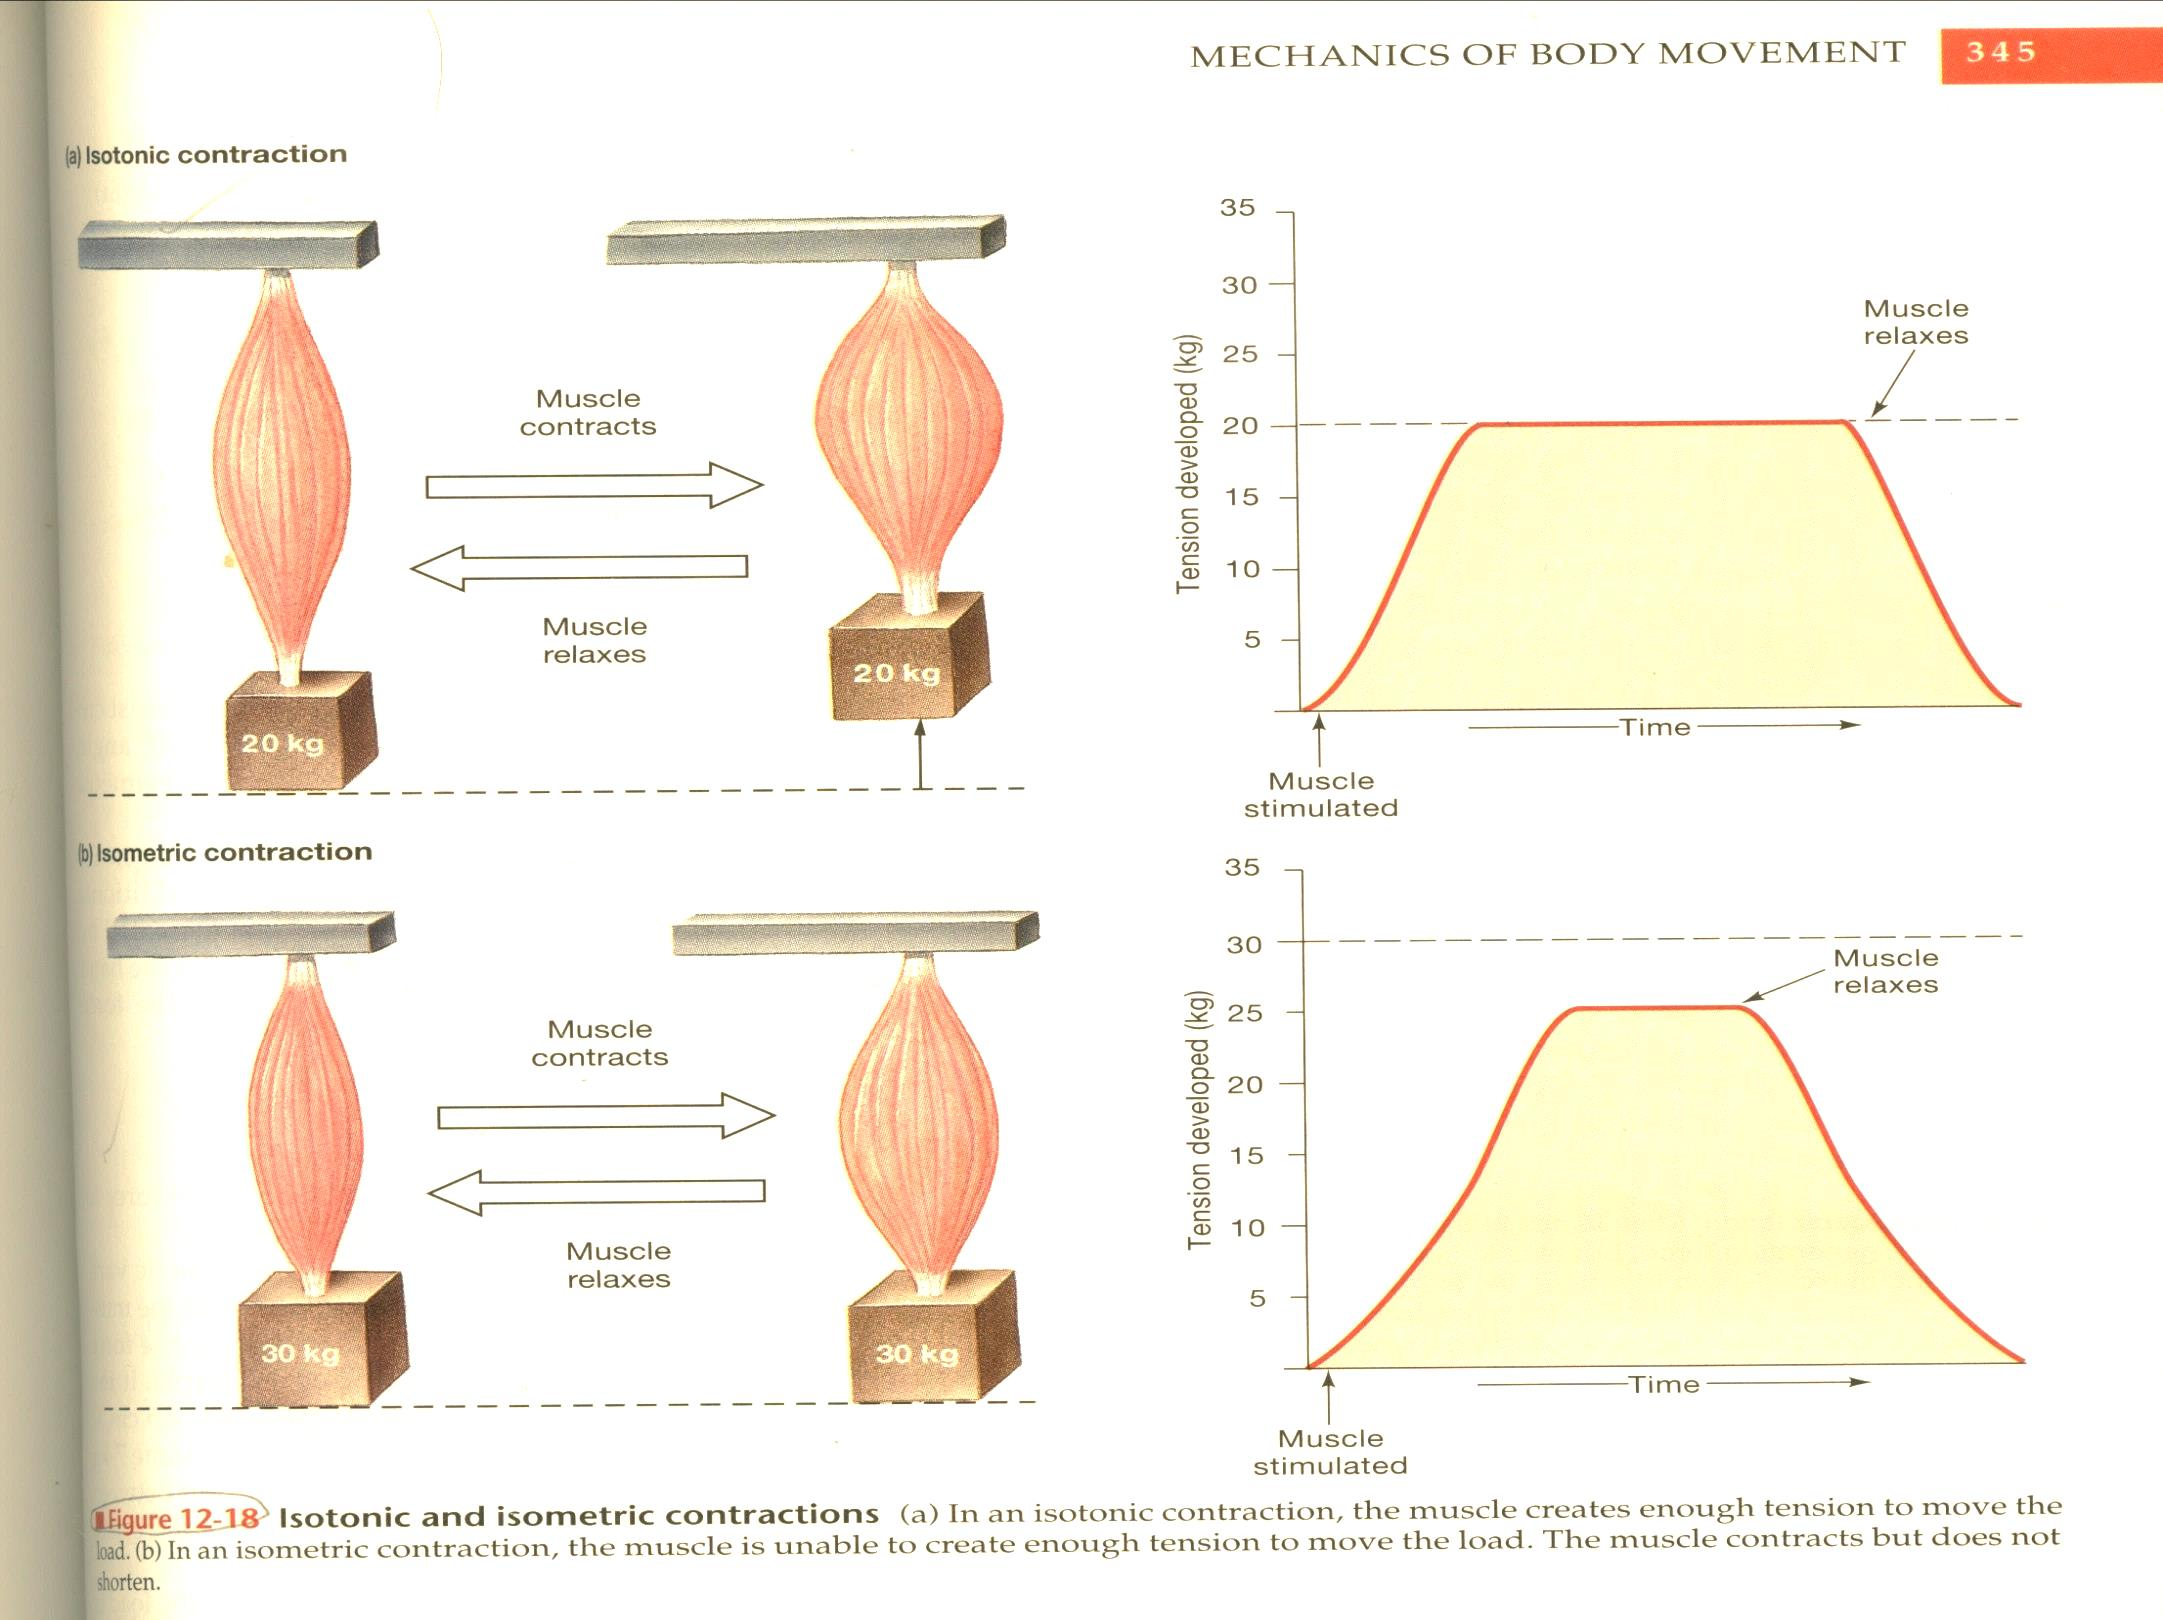 MECHANICS OF BODY MOVEMENT 345
(a) Isotonic contraction
Muscle
contracts
Muscle
relaxes
20 kg
20 kg
35
30
25
20
15
10
5
Tension developed (kg)
Muscle
relaxes
Time
Muscle
stimulated
(b) Isometric contraction
Muscle
contracts
Muscle
relaxes
30 kg
30 kg
35
30
25
20
15
10
5
Tension developed (kg)
Muscle
relaxes
Time
Muscle
stimulated
Figure 12-18 Isotonic and isometric contractions (a) In an isotonic contraction, the muscle creates enough tension to move the
load. (b) In an isometric contraction, the muscle is unable to create enough tension to move the load. The muscle contracts but does not
shorten.